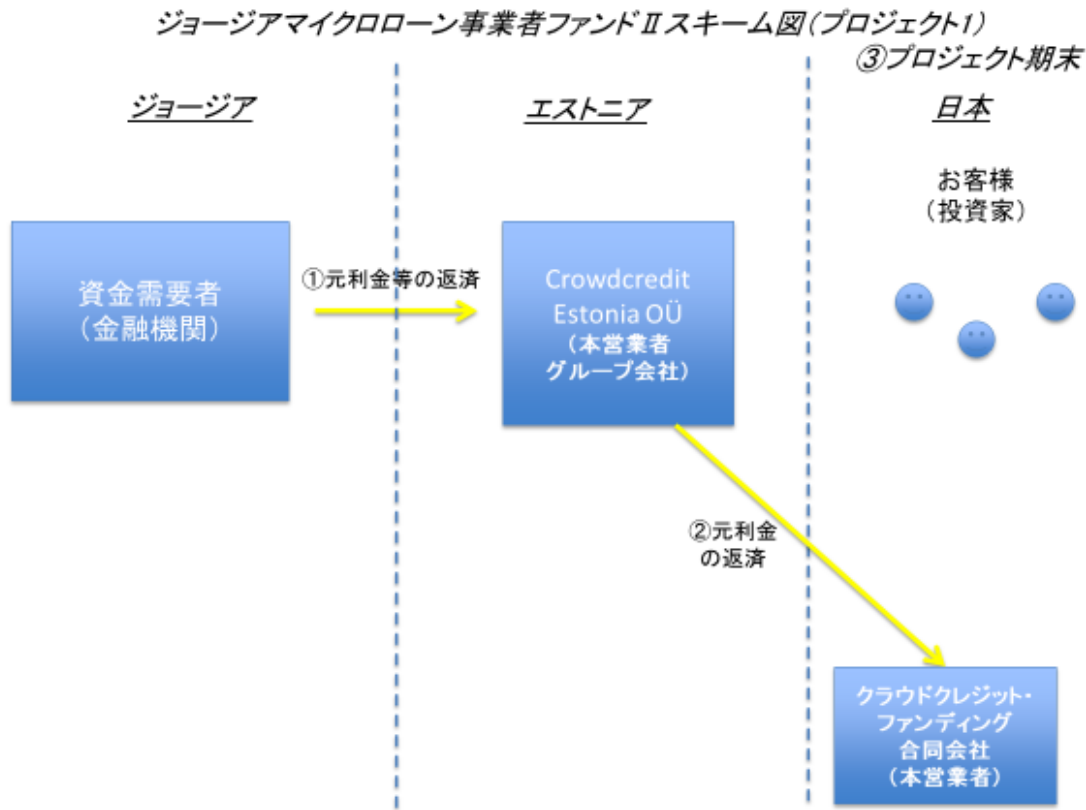 ジョージアマイクロローン事業者ファンドⅡスキーム図(プロジェクト1)
③プロジェクト期末
ジョージア
エストニア
日本
お客様
(投資家)
資金需要者
(金融機関)
①元利金等の返済
Crowdcredit
Estonia OÜ
(本営業者
グループ会社)
②元利金
の返済
クラウドクレジット・
ファンディング
合同会社
(本営業者)